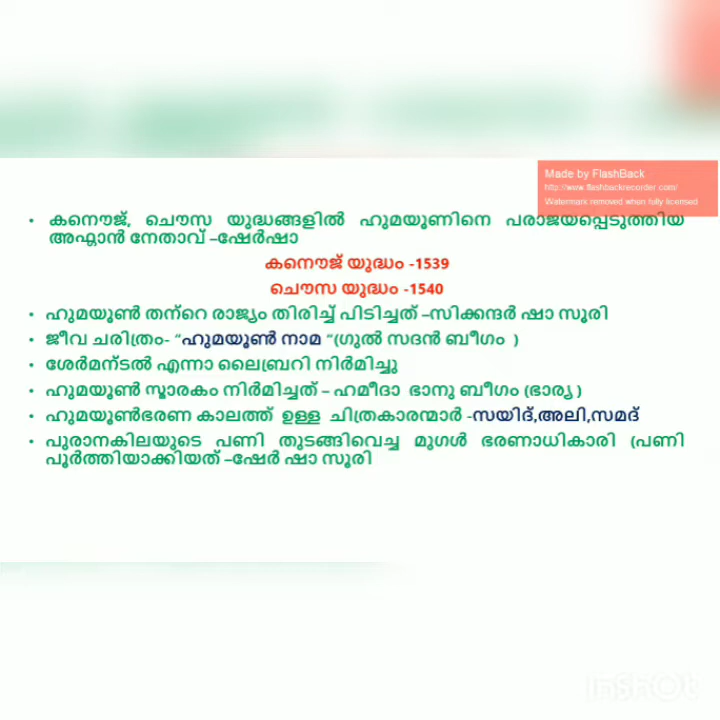 Made by FlashBack
http://www.flashbackrecorder.com/
Watermark removed when fully licensed
• കനൌജ്, ചൌസ യുദ്ധങ്ങളിൽ ഹുമയൂണിനെ പരാജയപ്പെടുത്തിയ
അഫ്ഗാൻ നേതാവ് –ഷേർഷാ
കനൌജ് യുദ്ധം -1539
ചൌസ യുദ്ധം -1540
• ഹുമയൂൺ തന്റെ രാജ്യം തിരിച്ച് പിടിച്ചത് –സിക്കന്ദർ ഷാ സൂരി
• ജീവ ചരിത്രം- “ഹുമയൂൺ നാമ “(ഗുൽ സദൻ ബീഗം )
• ശേർമന്ടൽ എന്നാ ലൈബ്രറി നിർമിച്ചു
• ഹുമയൂൺ സ്മാരകം നിർമിച്ചത് – ഹമീദാ ഭാനു ബീഗം (ഭാര്യ )
• ഹുമയൂൺഭരണ കാലത്ത് ഉള്ള ചിത്രകാരന്മാർ -സയിദ്,അലി,സമദ്
• പുരാനകിലയുടെ പണി തുടങ്ങിവെച്ച മുഗൾ ഭരണാധികാരി (പണി
പൂർത്തിയാക്കിയത് –ഷേർ ഷാ സൂരി
InShot